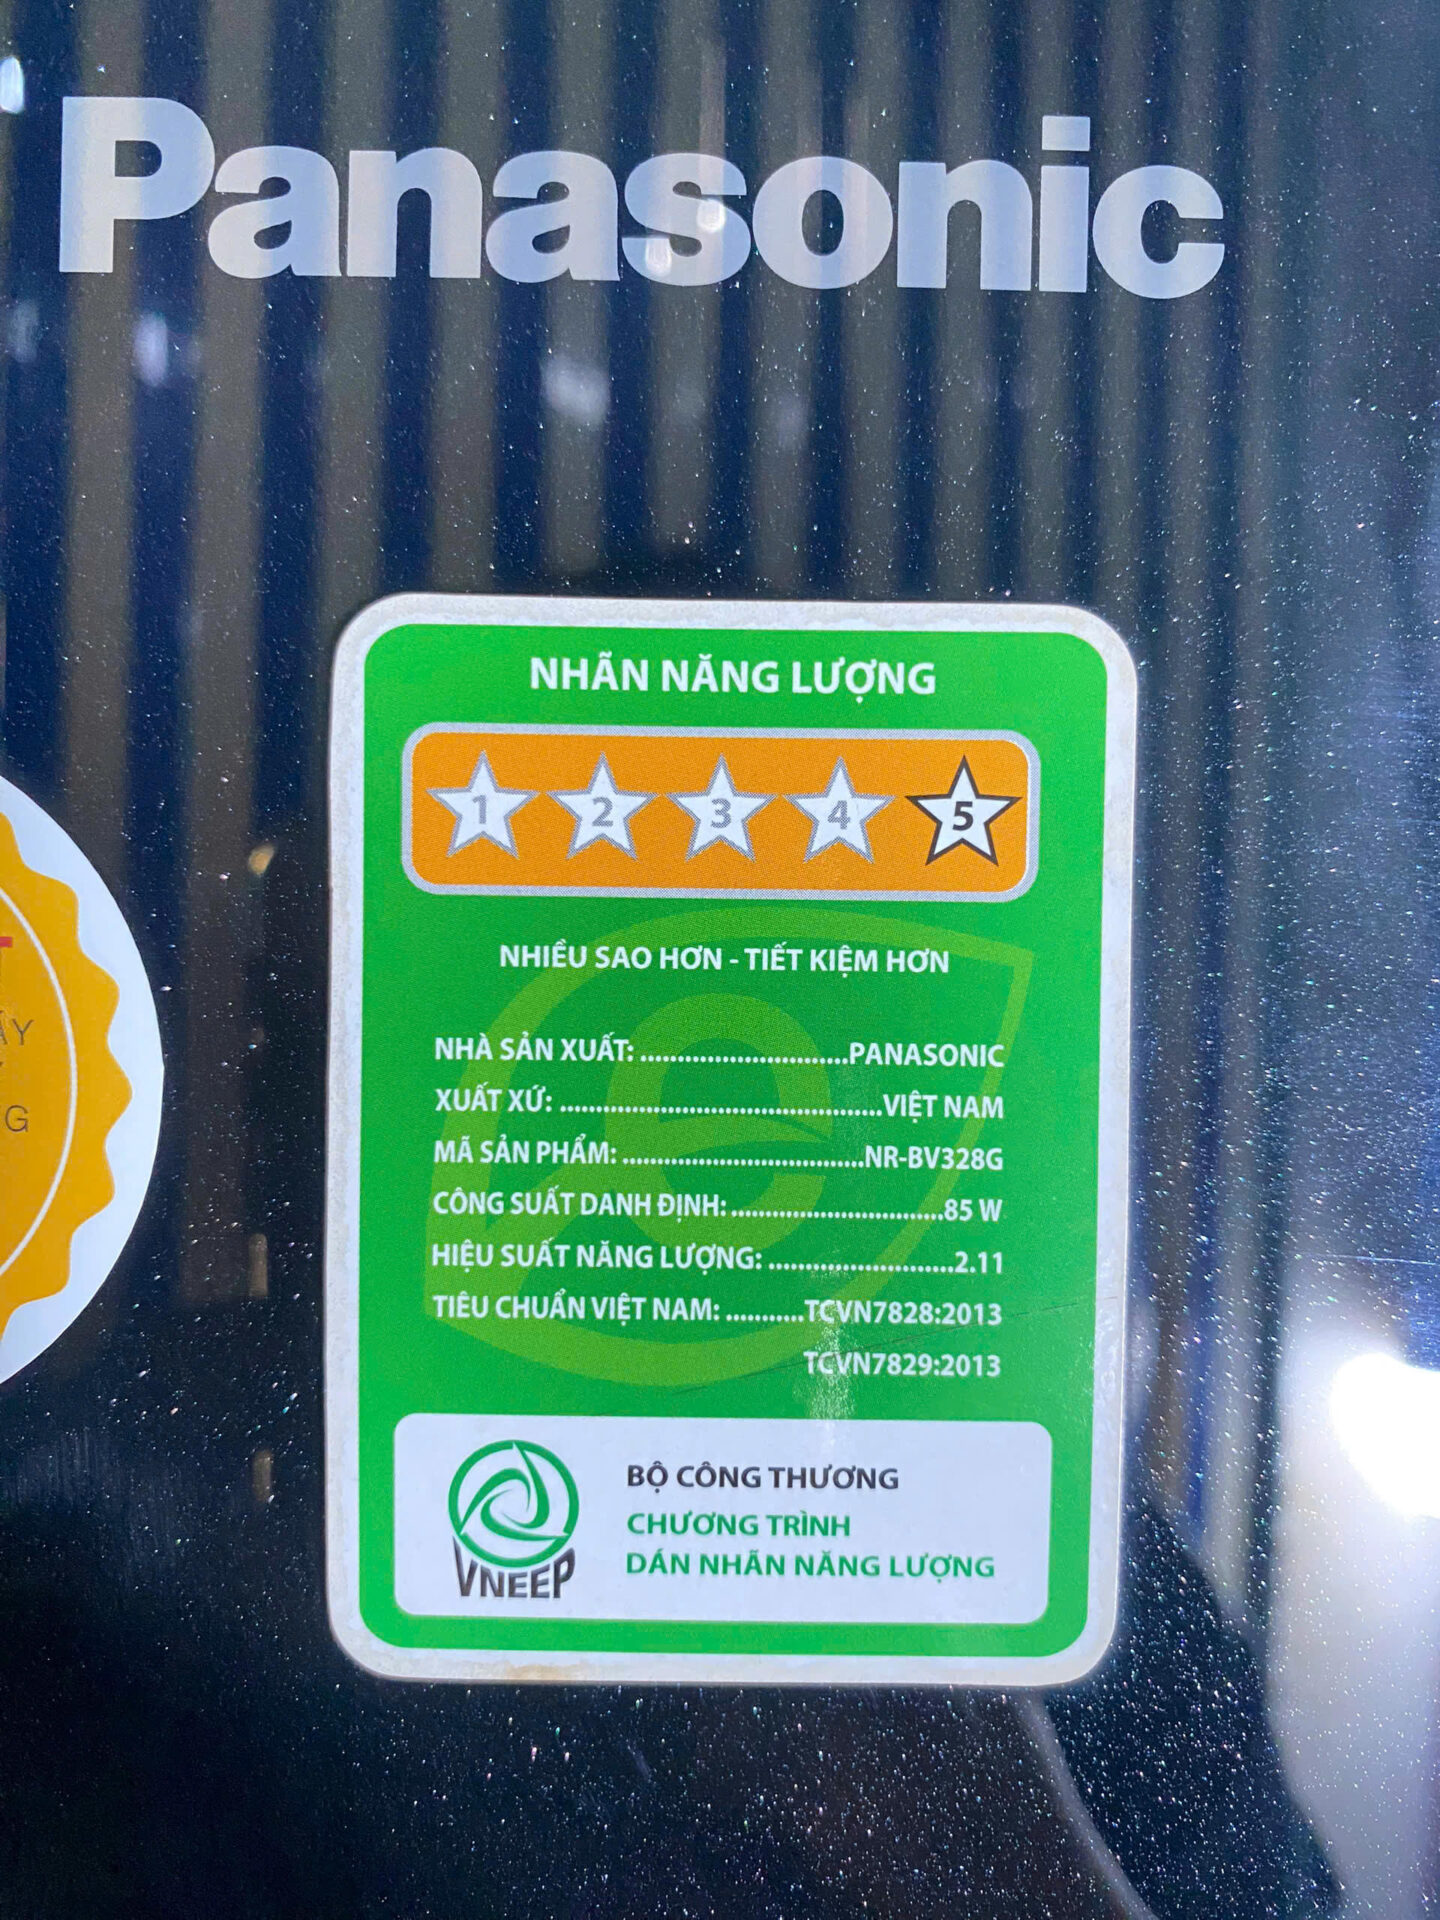 Panasonic
NHÃN NĂNG LƯỢNG
1 2 3 4 5
NHIỀU SAO HƠN - TIẾT KIỆM HƠN
NHÀ SẢN XUẤT: ............................PANASONIC
XUẤT XỨ: ...........................................VIỆT NAM
MÃ SẢN PHẨM: ................................NR-BV328G
CÔNG SUẤT DANH ĐỊNH: ............................85 W
HIỆU SUẤT NĂNG LƯỢNG: .........................2.11
TIÊU CHUẨN VIỆT NAM: ...........TCVN7828:2013
TCVN7829:2013
VNEEP
BỘ CÔNG THƯƠNG
CHƯƠNG TRÌNH
DÁN NHÃN NĂNG LƯỢNG